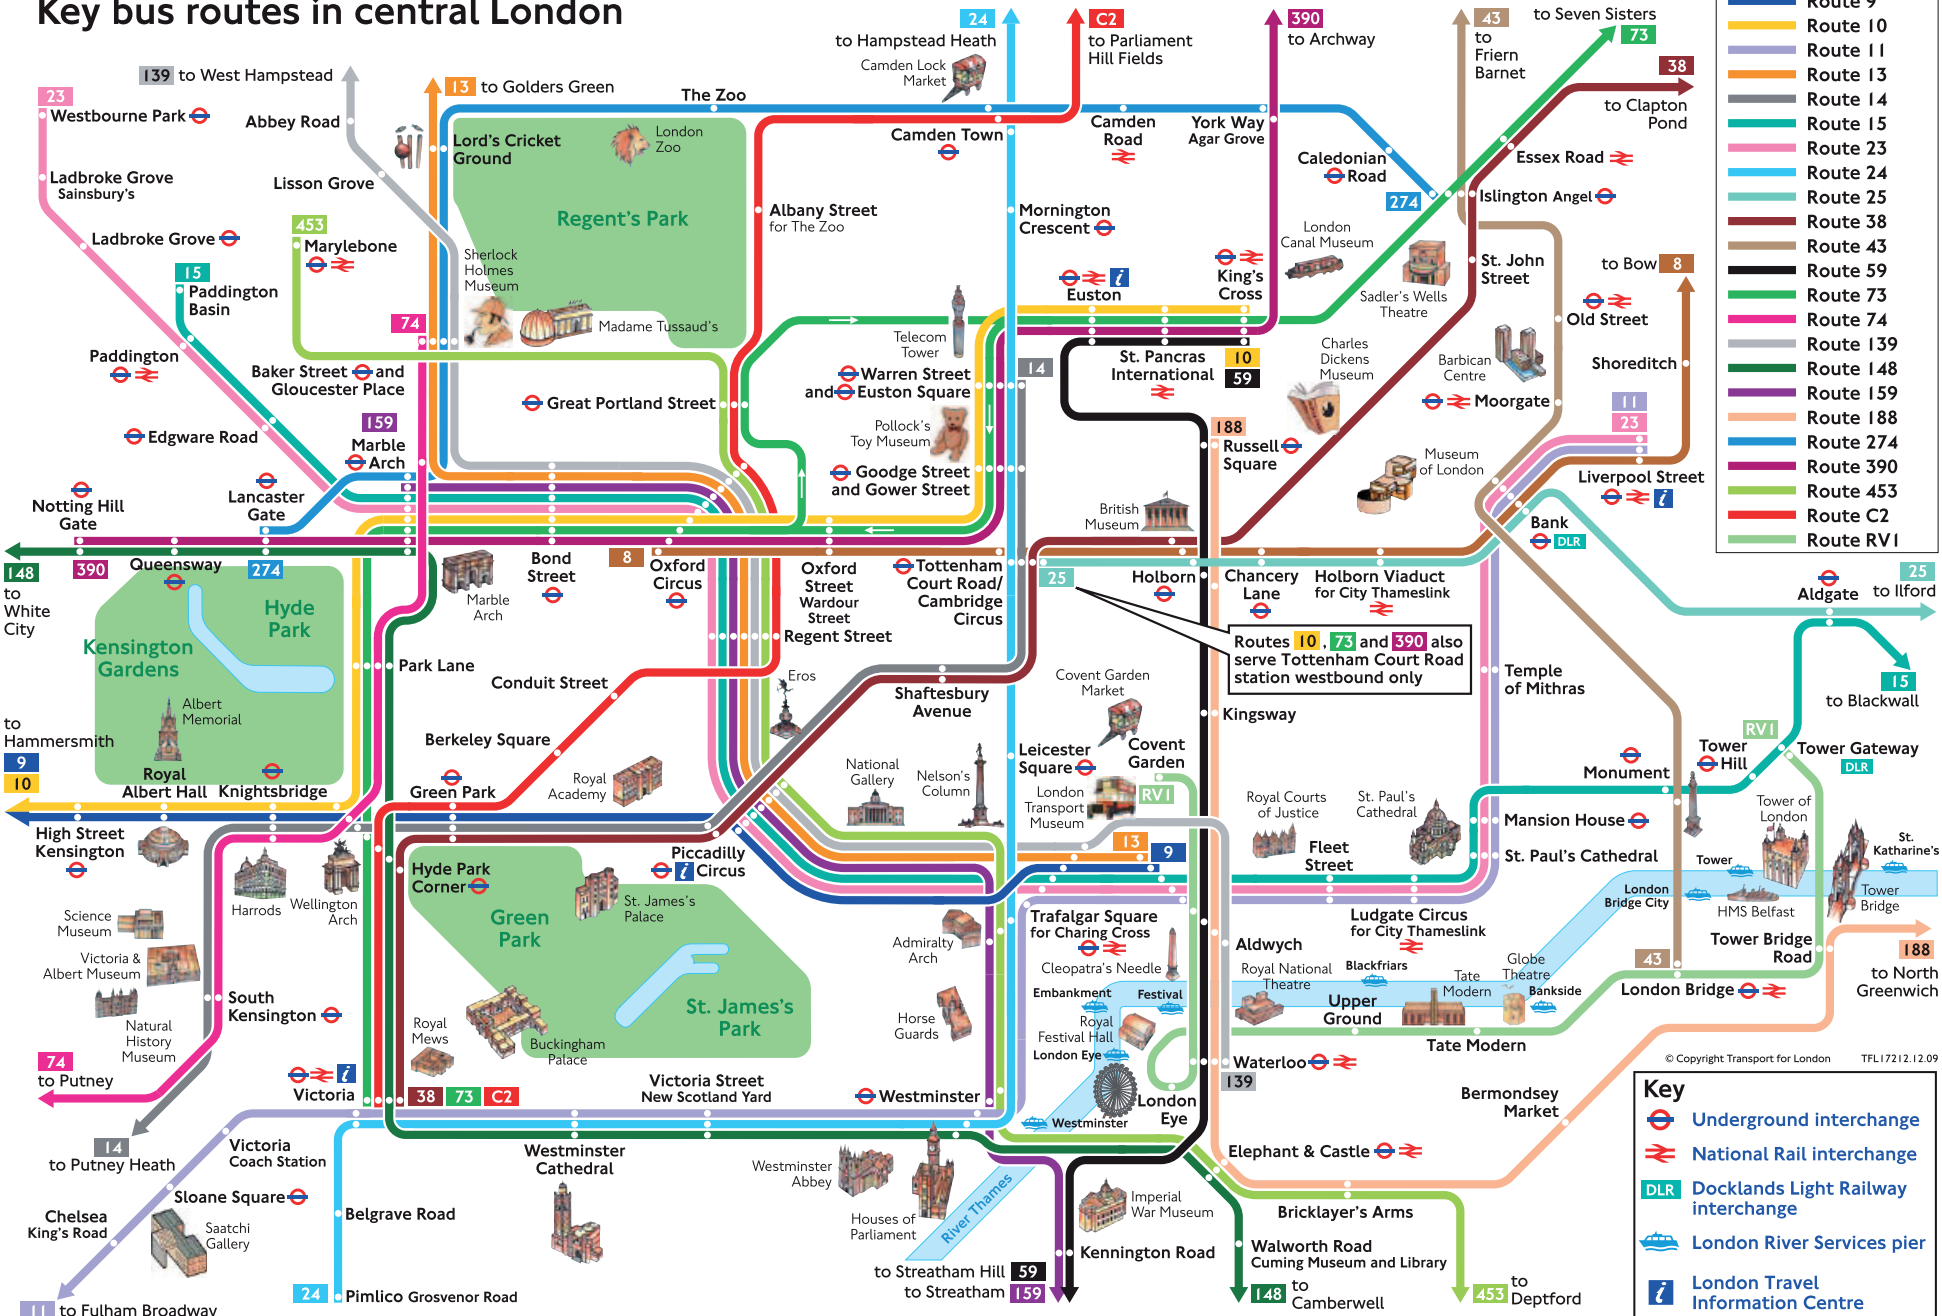 Key bus routes in central London
24
to Hampstead Heath
C2
to Parliament
Hill Fields
390
to Archway
43
to
Friern
Barnet
to Seven Sisters
73
38
to Clapton
Pond
Route 9
Route 10
Route 11
Route 13
Route 14
Route 15
Route 23
Route 24
Route 25
Route 38
Route 43
Route 59
Route 73
Route 74
Route 139
Route 148
Route 159
Route 188
Route 274
Route 390
Route 453
Route C2
Route RV1
139 to West Hampstead
13 to Golders Green
23
Westbourne Park
Abbey Road
Lord's Cricket
Ground
The Zoo
London
Zoo
Camden Lock
Market
Camden Town
Camden
Road
York Way
Agar Grove
Caledonian
Road
274
Essex Road
Islington Angel
Ladbroke Grove
Sainsbury's
Lisson Grove
Ladbroke Grove
453
Marylebone
15
Paddington
Basin
Regent's Park
Albany Street
for The Zoo
Mornington
Crescent
London
Canal Museum
St. John
Street
to Bow 8
Sherlock
Holmes
Museum
Madame Tussaud's
Euston
King's
Cross
Sadler's Wells
Theatre
Old Street
74
Telecom
Tower
Paddington
Baker Street and
Gloucester Place
Warren Street
and Euston Square
14
St. Pancras
International
10
59
Charles
Dickens
Museum
Barbican
Centre
Shoreditch
Great Portland Street
Moorgate
11
23
Edgware Road
159
Marble
Arch
Pollock's
Toy Museum
188
Russell
Square
Museum
of London
Liverpool Street
Notting Hill
Gate
Lancaster
Gate
Goodge Street
and Gower Street
British
Museum
Bank
DLR
148
to
White
City
390
Queensway
274
Marble
Arch
Bond
Street
8
Oxford
Circus
Oxford
Street
Wardour
Street
Tottenham
Court Road/
Cambridge
Circus
25
Holborn
Chancery
Lane
Holborn Viaduct
for City Thameslink
Aldgate
25
to Ilford
Hyde
Park
Kensington
Gardens
Park Lane
Regent Street
Routes 10, 73 and 390 also
serve Tottenham Court Road
station westbound only
Conduit Street
Eros
Shaftesbury
Avenue
Covent Garden
Market
Temple
of Mithras
15
to Blackwall
Albert
Memorial
Kingsway
to
Hammersmith
9
10
Royal
Albert Hall
Knightsbridge
Berkeley Square
Green Park
Royal
Academy
National
Gallery
Nelson's
Column
Leicester
Square
Covent
Garden
London
Transport
Museum
RV1
Royal Courts
of Justice
St. Paul's
Cathedral
Monument
RV1
Tower
Hill
Tower Gateway
DLR
High Street
Kensington
Harrods
Wellington
Arch
Hyde Park
Corner
Piccadilly
Circus
13
9
Fleet
Street
Mansion House
St. Paul's Cathedral
Tower of
London
St.
Katharine's
Tower
Tower
Bridge
London
Bridge City
HMS Belfast
Science
Museum
Victoria &
Albert Museum
Natural
History
Museum
South
Kensington
Green
Park
St. James's
Palace
St. James's
Park
Admiralty
Arch
Horse
Guards
Trafalgar Square
for Charing Cross
Cleopatra's Needle
Aldwych
Ludgate Circus
for City Thameslink
Royal National
Theatre
Blackfriars
Upper
Ground
Tate
Modern
Globe
Theatre
Bankside
43
London Bridge
Tower Bridge
Road
188
to North
Greenwich
Embankment
Festival
Royal
Festival Hall
London Eye
Tate Modern
Royal
Mews
Buckingham
Palace
74
to Putney
Victoria
38 73 C2
Victoria Street
New Scotland Yard
Westminster
Waterloo
139
London
Eye
Westminster
Bermondsey
Market
© Copyright Transport for London
TFL17212.12.09
14
to Putney Heath
Victoria
Coach Station
Westminster
Cathedral
Westminster
Abbey
Elephant & Castle
Sloane Square
Chelsea
King's Road
Saatchi
Gallery
Belgrave Road
Houses of
Parliament
River Thames
Imperial
War Museum
Bricklayer's Arms
Kennington Road
Walworth Road
Cuming Museum and Library
to Streatham Hill 59
to Streatham 159
148 to
Camberwell
453 to
Deptford
11 to Fulham Broadway
24
Pimlico Grosvenor Road
Key
Underground interchange
National Rail interchange
DLR
Docklands Light Railway
interchange
London River Services pier
London Travel
Information Centre